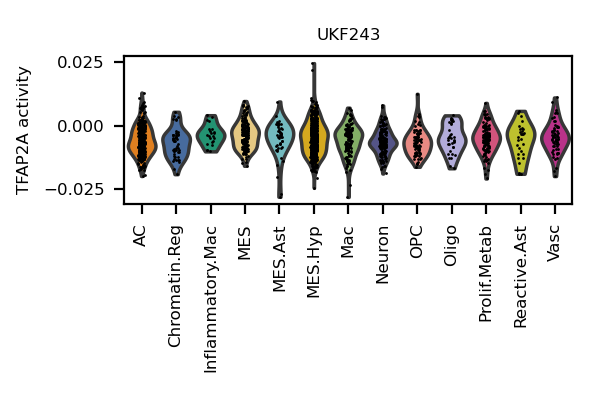 UKF243
TFAP2A activity
0.025
0.000
−0.025
AC
Chromatin.Reg
Inflammatory.Mac
MES
MES.Ast
MES.Hyp
Mac
Neuron
OPC
Oligo
Prolif.Metab
Reactive.Ast
Vasc